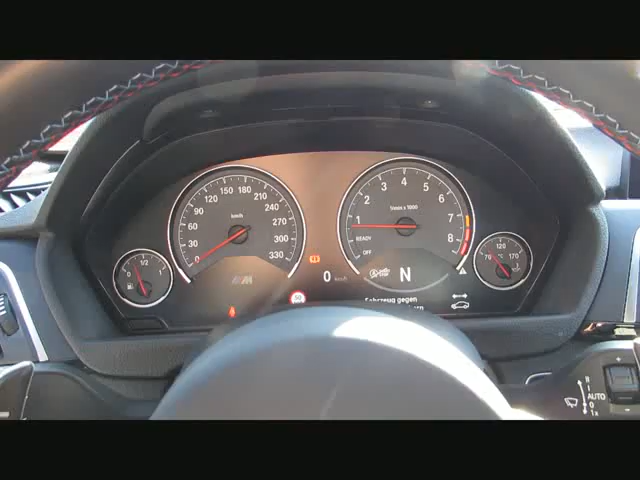 0
30
60
90
120
150
180
210
240
270
300
330
km/h
M
0
1/2
1
0 km/h
50
OFF
READY
1
2
3
4
5
6
7
8
1/min x 1000
N
Fahrzeug gegen
70
120
170
°C
AUTO
0
1x